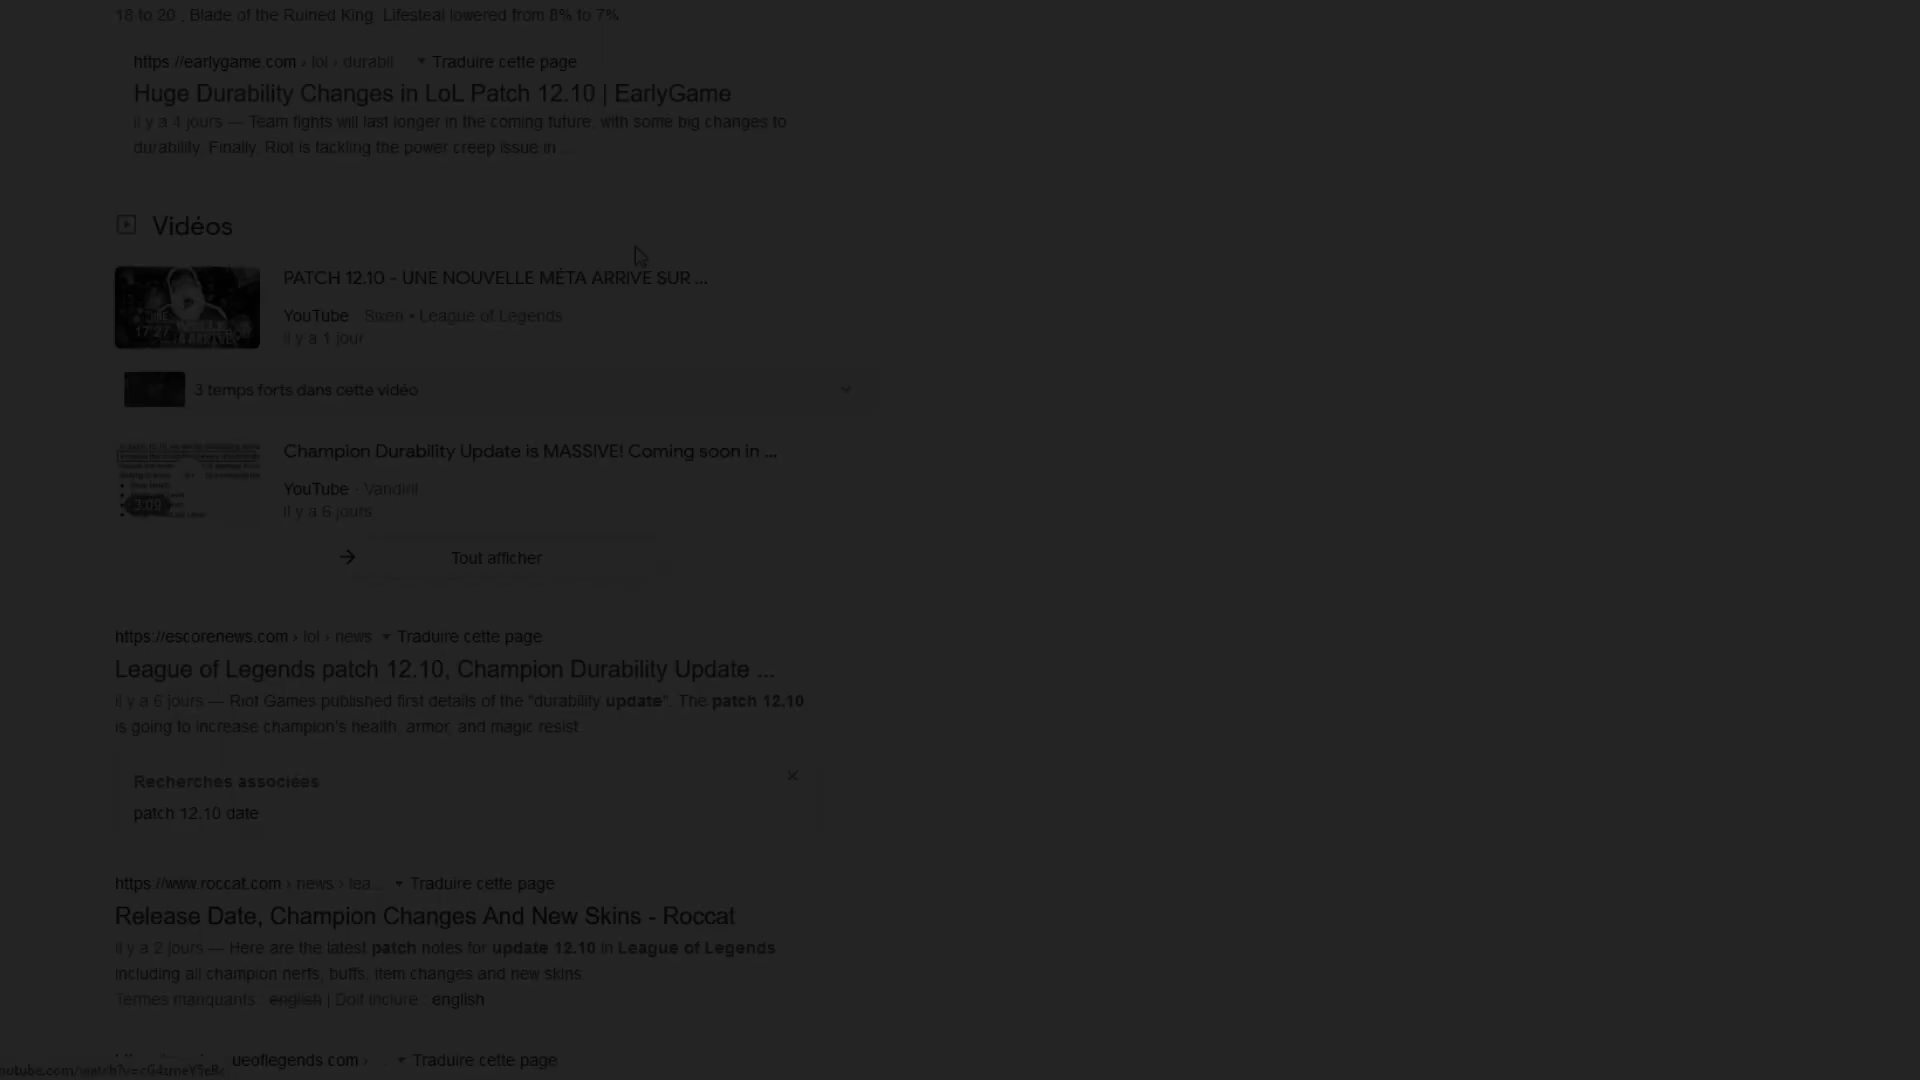 18 to 20 , Blade of the Ruined King. Lifesteal lowered from 8% to 7%
https://earlygame.com › lol › durabil... Traduire cette page
Huge Durability Changes in LoL Patch 12.10 | EarlyGame
il y a 4 jours — Team fights will last longer in the coming future, with some big changes to
durability. Finally, Riot is tackling the power creep issue in ...
Vidéos
PATCH 12.10 - UNE NOUVELLE MÉTA ARRIVE SUR ...
YouTube · Sixen • League of Legends
il y a 1 jour
17:27
3 temps forts dans cette vidéo
Champion Durability Update is MASSIVE! Coming soon in ...
YouTube · Vandiril
il y a 6 jours
3:09
Tout afficher
https://escorenews.com › lol › news Traduire cette page
League of Legends patch 12.10, Champion Durability Update ...
il y a 6 jours — Riot Games published first details of the "durability update". The patch 12.10
is going to increase champion's health, armor, and magic resist.
Recherches associées
patch 12.10 date
https://www.roccat.com › news › lea... Traduire cette page
Release Date, Champion Changes And New Skins - Roccat
il y a 2 jours — Here are the latest patch notes for update 12.10 in League of Legends
including all champion nerfs, buffs, item changes and new skins.
Termes manquants : english | Doit inclure : english
ueoflegends.com › Traduire cette page